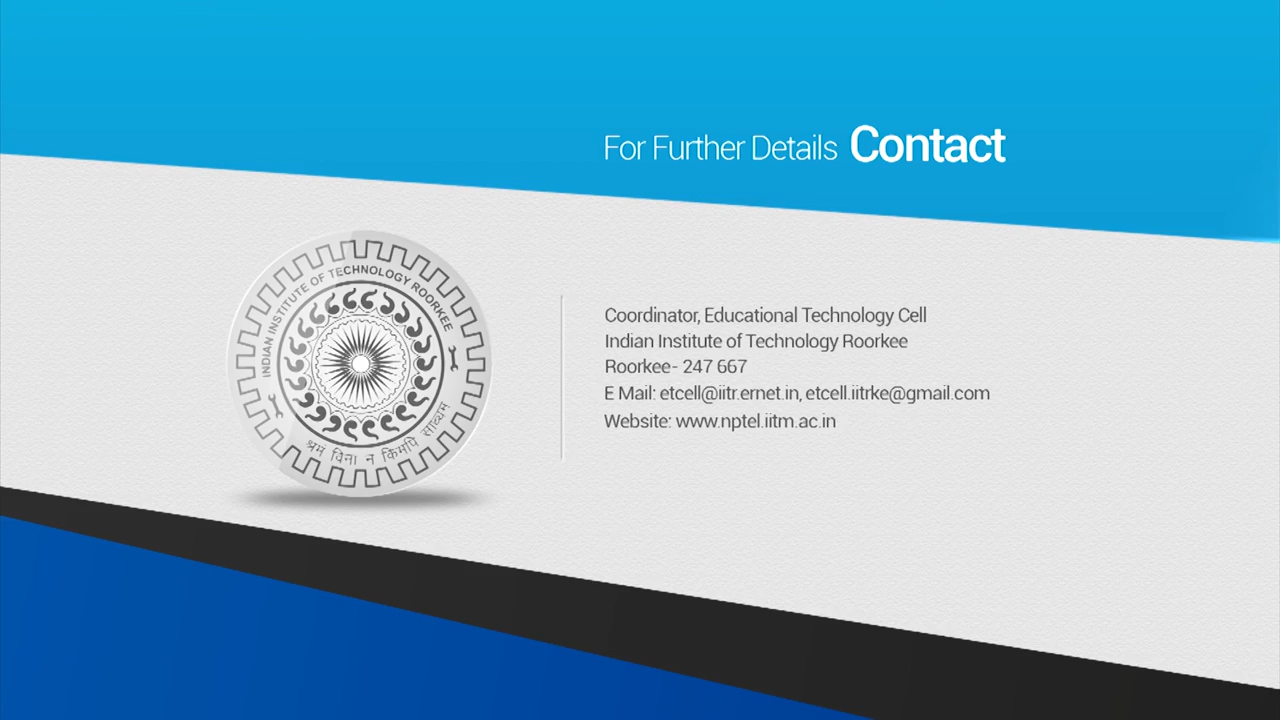 For Further Details Contact
INDIAN INSTITUTE OF TECHNOLOGY ROORKEE
श्रमं विना न किमपि साध्यम्
Coordinator, Educational Technology Cell
Indian Institute of Technology Roorkee
Roorkee- 247 667
E Mail: etcell@iitr.ernet.in, etcell.iitrke@gmail.com
Website: www.nptel.iitm.ac.in